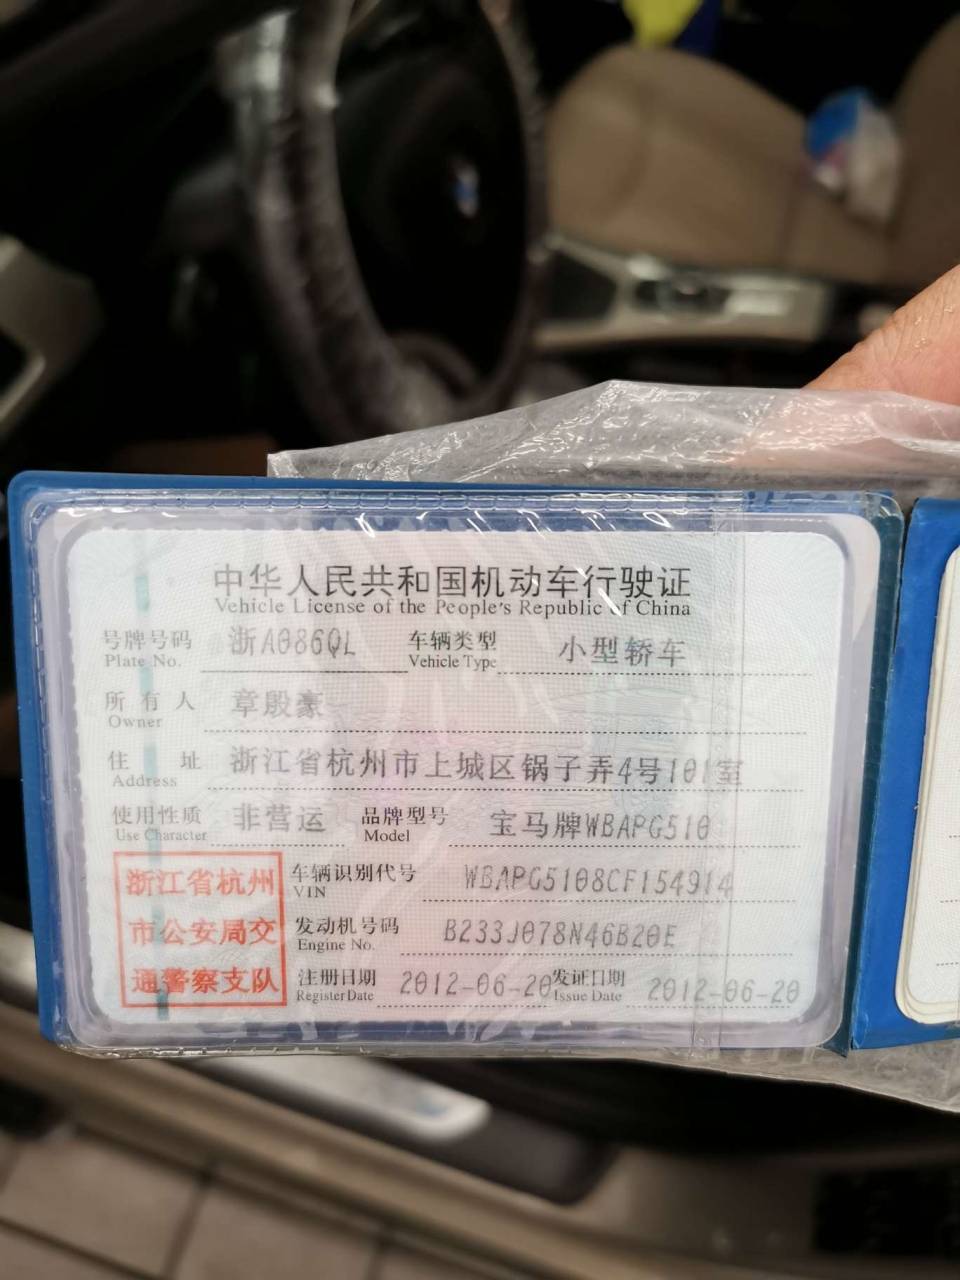 中华人民共和国机动车行驶证
Vehicle License of the People's Republic of China
号牌号码 浙A086QL 车辆类型 小型轿车
Plate No. Vehicle Type
所有人 章殷豪
Owner
住址 浙江省杭州市上城区锅子弄4号101室
Address
使用性质 非营运 品牌型号 宝马牌WBAPG510
Use Character Model
浙江省杭州
市公安局交
通警察支队
车辆识别代号 WBAPG5108CF154914
VIN
发动机号码 B233J078N46B20E
Engine No.
注册日期 2012-06-20 发证日期 2012-06-20
Register Date Issue Date